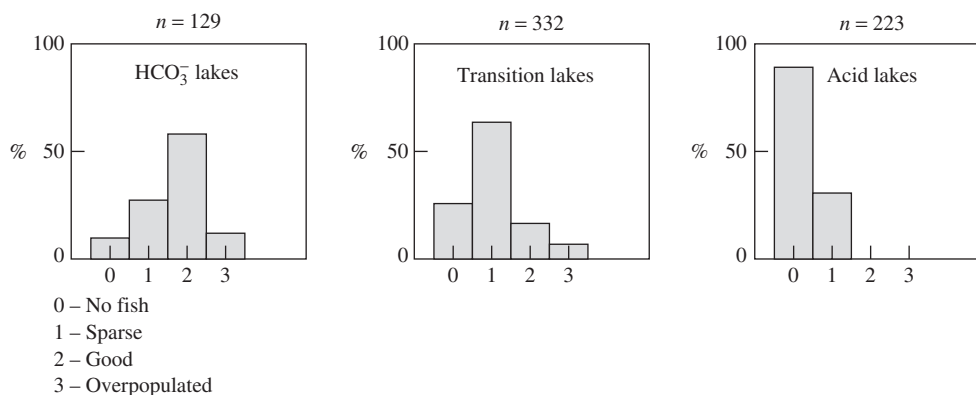 n = 129
100
HCO₃⁻ lakes
% 50
0
0 1 2 3
n = 332
100
Transition lakes
% 50
0
0 1 2 3
n = 223
100
Acid lakes
% 50
0
0 1 2 3
0 – No fish
1 – Sparse
2 – Good
3 – Overpopulated